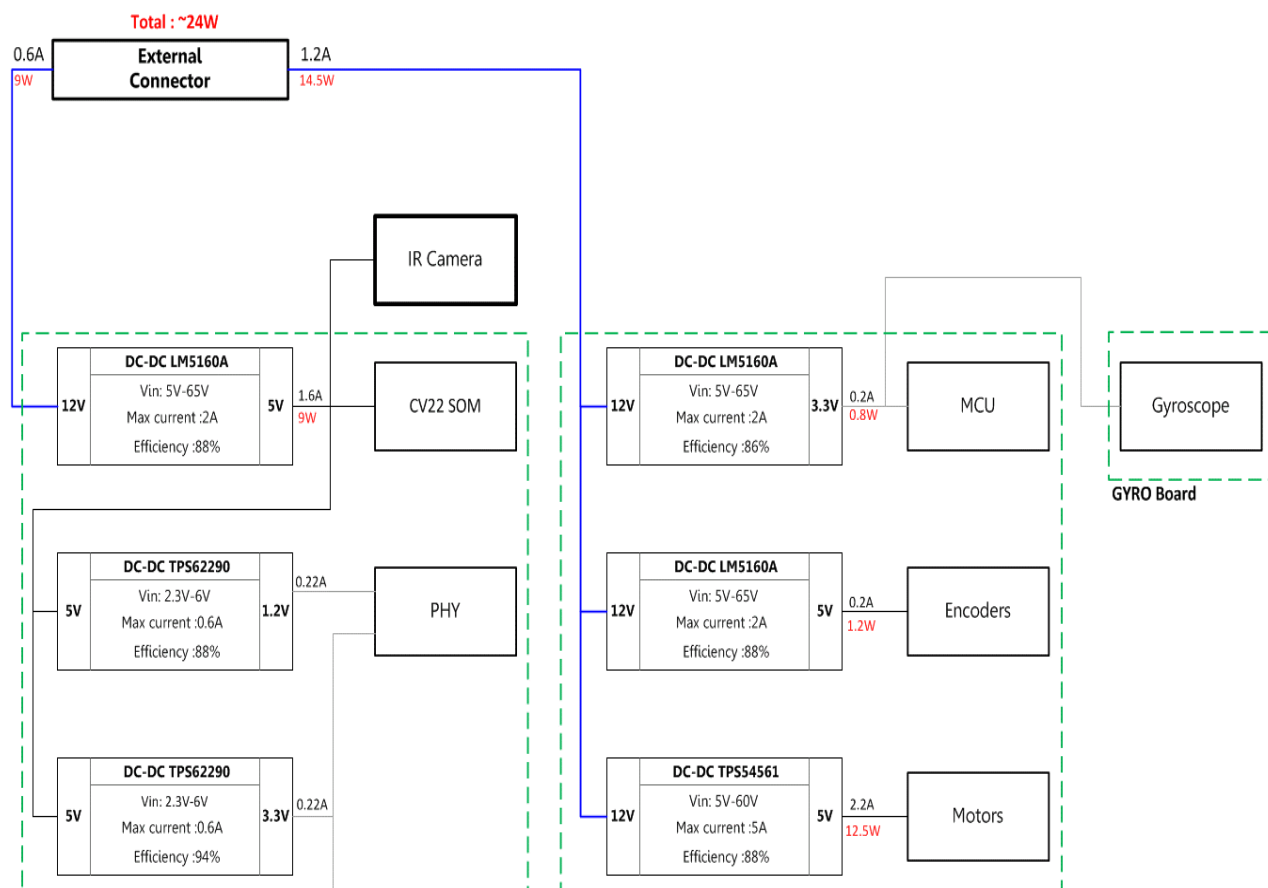 Total : ~24W
0.6A
External
Connector
1.2A
9W
14.5W
IR Camera
DC-DC LM5160A
12V
Vin: 5V-65V
Max current :2A
Efficiency :88%
5V
1.6A
9W
CV22 SOM
DC-DC LM5160A
12V
Vin: 5V-65V
Max current :2A
Efficiency :86%
3.3V
0.2A
0.8W
MCU
Gyroscope
GYRO Board
DC-DC TPS62290
5V
Vin: 2.3V-6V
Max current :0.6A
Efficiency :88%
1.2V
0.22A
PHY
DC-DC LM5160A
12V
Vin: 5V-65V
Max current :2A
Efficiency :88%
5V
0.2A
1.2W
Encoders
DC-DC TPS62290
5V
Vin: 2.3V-6V
Max current :0.6A
Efficiency :94%
3.3V
0.22A
DC-DC TPS54561
12V
Vin: 5V-60V
Max current :5A
Efficiency :88%
5V
2.2A
12.5W
Motors